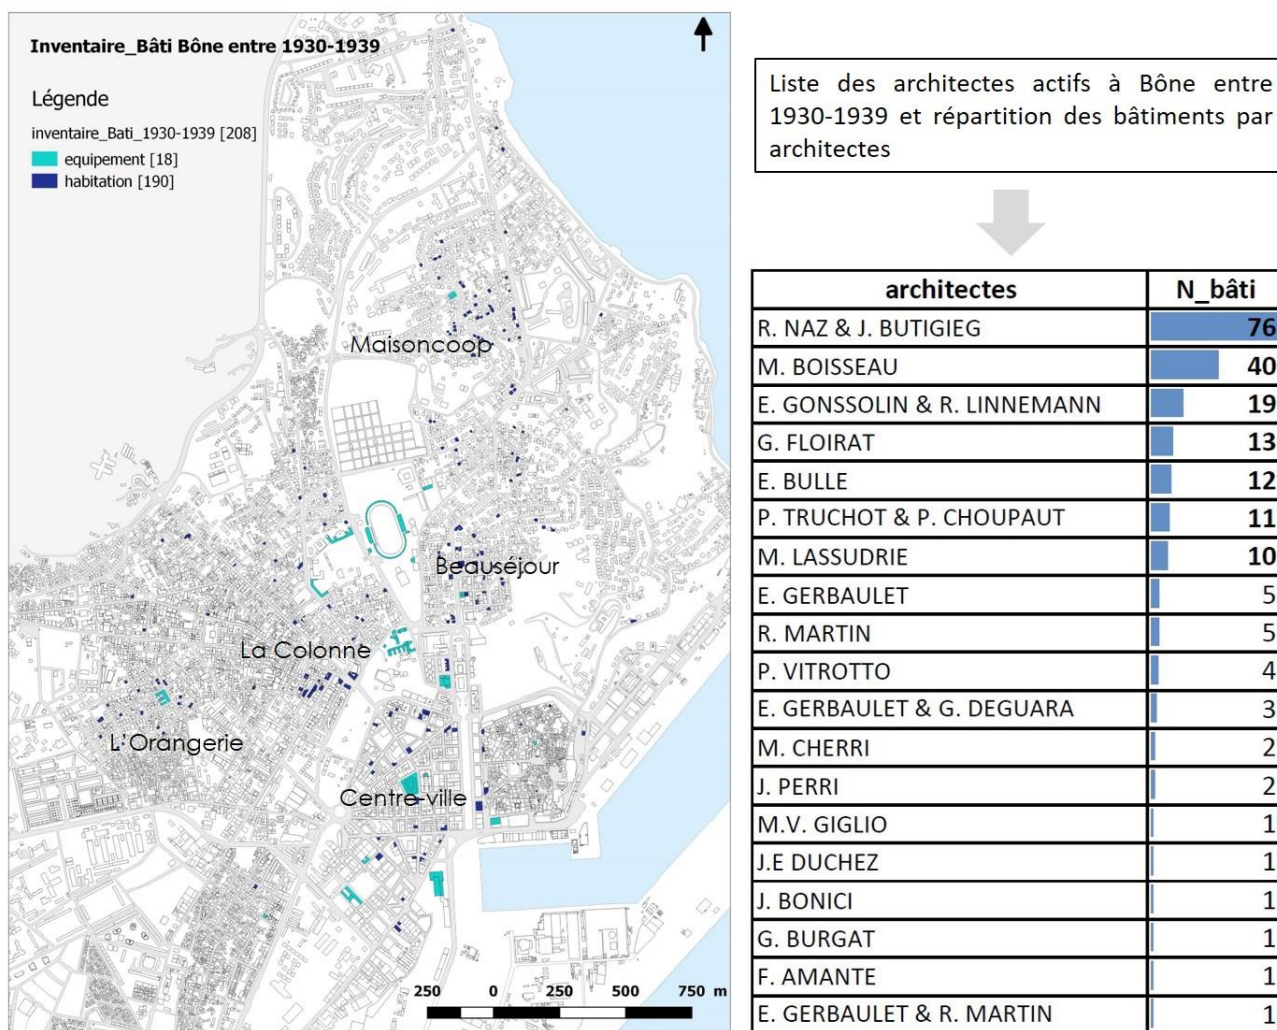 Inventaire_Bâti Bône entre 1930-1939
Légende
inventaire_Bati_1930-1939 [208]
equipement [18]
habitation [190]
Maisoncoop
Beauséjour
La Colonne
L'Orangerie
Centre-ville
250 0 250 500 750 m
Liste des architectes actifs à Bône entre
1930-1939 et répartition des bâtiments par
architectes
architectes N_bâti
R. NAZ & J. BUTIGIEG 76
M. BOISSEAU 40
E. GONSSOLIN & R. LINNEMANN 19
G. FLOIRAT 13
E. BULLE 12
P. TRUCHOT & P. CHOUPAUT 11
M. LASSUDRIE 10
E. GERBAULET 5
R. MARTIN 5
P. VITROTTO 4
E. GERBAULET & G. DEGUARA 3
M. CHERRI 2
J. PERRI 2
M.V. GIGLIO 1
J.E DUCHEZ 1
J. BONICI 1
G. BURGAT 1
F. AMANTE 1
E. GERBAULET & R. MARTIN 1